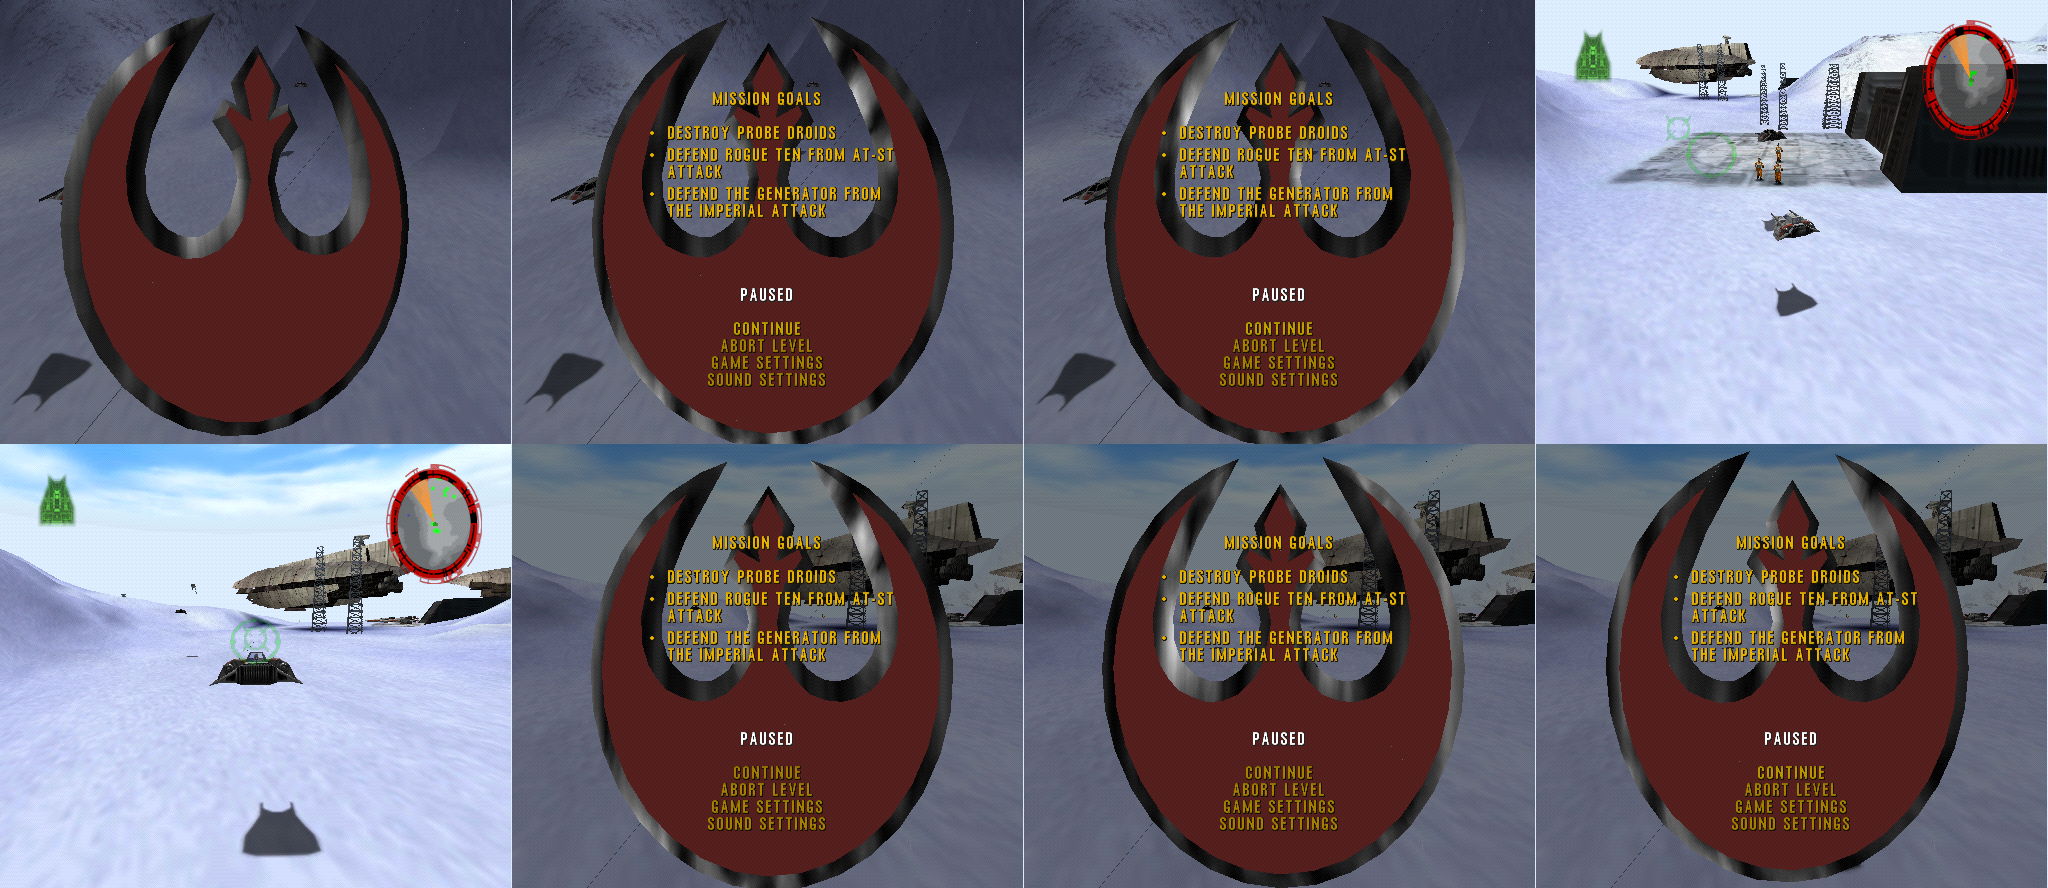 MISSION GOALS
• DESTROY PROBE DROIDS
• DEFEND ROGUE TEN FROM AT-ST
ATTACK
• DEFEND THE GENERATOR FROM
THE IMPERIAL ATTACK
PAUSED
CONTINUE
ABORT LEVEL
GAME SETTINGS
SOUND SETTINGS
MISSION GOALS
• DESTROY PROBE DROIDS
• DEFEND ROGUE TEN FROM AT-ST
ATTACK
• DEFEND THE GENERATOR FROM
THE IMPERIAL ATTACK
PAUSED
CONTINUE
ABORT LEVEL
GAME SETTINGS
SOUND SETTINGS
MISSION GOALS
• DESTROY PROBE DROIDS
• DEFEND ROGUE TEN FROM AT-ST
ATTACK
• DEFEND THE GENERATOR FROM
THE IMPERIAL ATTACK
PAUSED
CONTINUE
ABORT LEVEL
GAME SETTINGS
SOUND SETTINGS
MISSION GOALS
• DESTROY PROBE DROIDS
• DEFEND ROGUE TEN FROM AT-ST
ATTACK
• DEFEND THE GENERATOR FROM
THE IMPERIAL ATTACK
PAUSED
CONTINUE
ABORT LEVEL
GAME SETTINGS
SOUND SETTINGS
MISSION GOALS
• DESTROY PROBE DROIDS
• DEFEND ROGUE TEN FROM AT-ST
ATTACK
• DEFEND THE GENERATOR FROM
THE IMPERIAL ATTACK
PAUSED
CONTINUE
ABORT LEVEL
GAME SETTINGS
SOUND SETTINGS